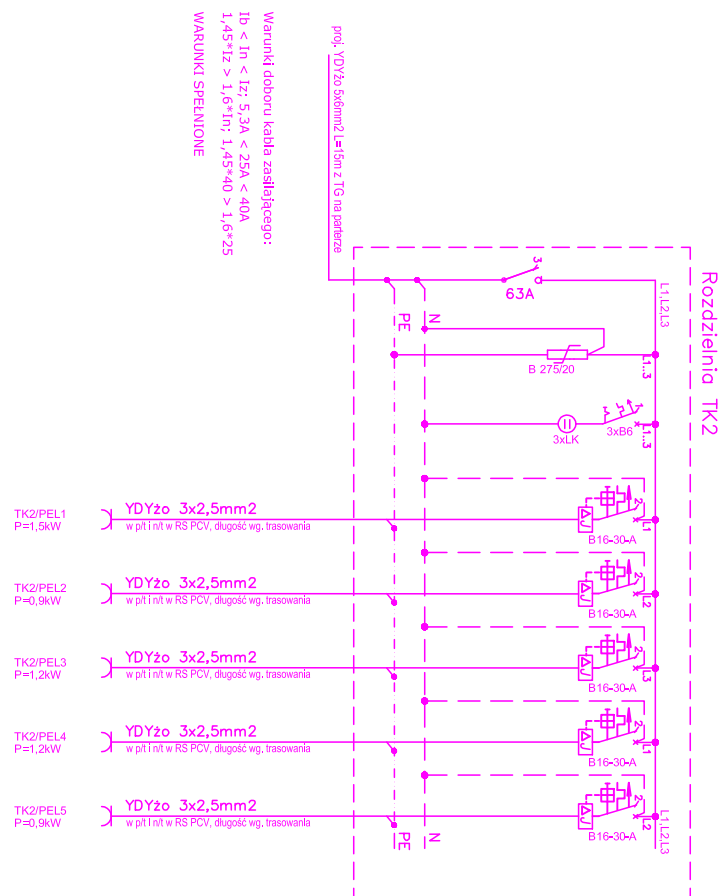 Rozdzielnia TK2
proj. YDYżo 5x6mm2 L=15m z TG na parterze
Warunki doboru kabla zasilającego:
Ib < In < Iz; 5,3A < 25A < 40A
1,45*Iz > 1,6*In; 1,45*40 > 1,6*25
WARUNKI SPEŁNIONE
3
63A
L1,L2,L3
PE
N
B 275/20
L1...3
3xLK
3xB6
L1...3
TK2/PEL1
P=1,5kW
YDYżo 3x2,5mm2
w p/t i n/t w RS PCV, długość wg. trasowania
2
L1
B16-30-A
TK2/PEL2
P=0,9kW
YDYżo 3x2,5mm2
w p/t i n/t w RS PCV, długość wg. trasowania
2
L2
B16-30-A
TK2/PEL3
P=1,2kW
YDYżo 3x2,5mm2
w p/t i n/t w RS PCV, długość wg. trasowania
2
L3
B16-30-A
TK2/PEL4
P=1,2kW
YDYżo 3x2,5mm2
w p/t i n/t w RS PCV, długość wg. trasowania
2
L1
B16-30-A
TK2/PEL5
P=0,9kW
YDYżo 3x2,5mm2
w p/t i n/t w RS PCV, długość wg. trasowania
2
L2
B16-30-A
PE
N
L1,L2,L3